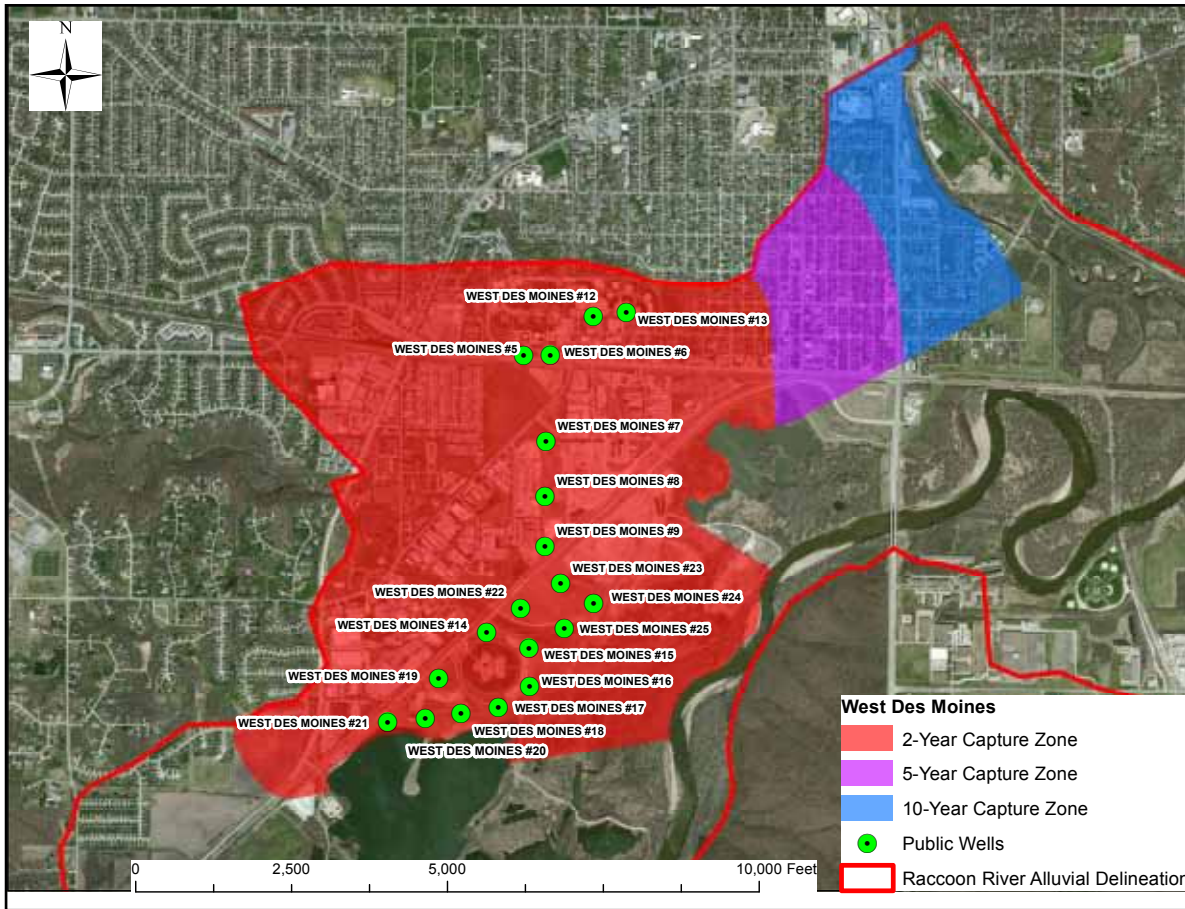 N
WEST DES MOINES #12
WEST DES MOINES #13
WEST DES MOINES #5
WEST DES MOINES #6
WEST DES MOINES #7
WEST DES MOINES #8
WEST DES MOINES #9
WEST DES MOINES #23
WEST DES MOINES #22
WEST DES MOINES #24
WEST DES MOINES #14
WEST DES MOINES #25
WEST DES MOINES #15
WEST DES MOINES #19
WEST DES MOINES #16
WEST DES MOINES #17
WEST DES MOINES #21
WEST DES MOINES #18
WEST DES MOINES #20
West Des Moines
2-Year Capture Zone
5-Year Capture Zone
10-Year Capture Zone
Public Wells
Raccoon River Alluvial Delineation
0 2,500 5,000 10,000 Feet